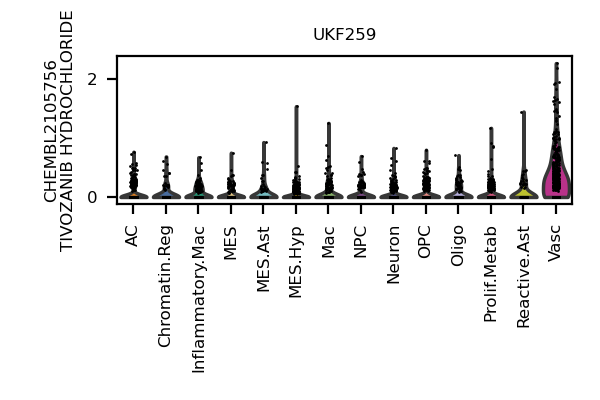 UKF259
CHEMBL2105756
TIVOZANIB HYDROCHLORIDE
2
0
AC
Chromatin.Reg
Inflammatory.Mac
MES
MES.Ast
MES.Hyp
Mac
NPC
Neuron
OPC
Oligo
Prolif.Metab
Reactive.Ast
Vasc